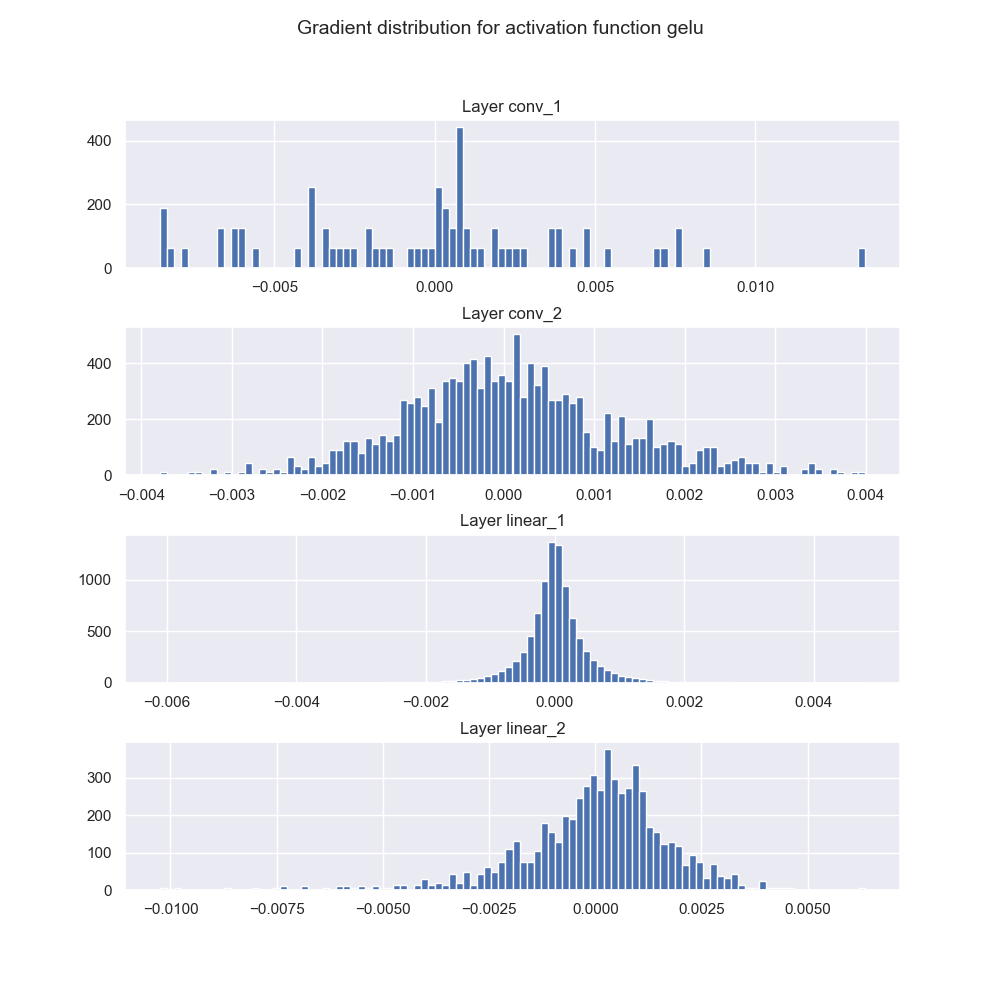 Gradient distribution for activation function gelu
Layer conv_1
400
200
0
−0.005 0.000 0.005 0.010
Layer conv_2
400
200
0
−0.004 −0.003 −0.002 −0.001 0.000 0.001 0.002 0.003 0.004
Layer linear_1
1000
500
0
−0.006 −0.004 −0.002 0.000 0.002 0.004
Layer linear_2
300
200
100
0
−0.0100 −0.0075 −0.0050 −0.0025 0.0000 0.0025 0.0050